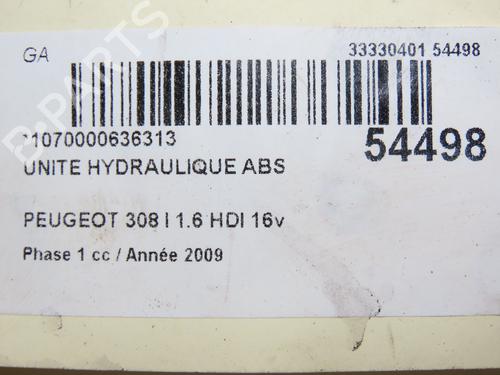 GA
33330401 54498
*1070000636313
54498
UNITE HYDRAULIQUE ABS
PEUGEOT 308 I 1.6 HDI 16v
Phase 1 cc / Année 2009
B-PARTS